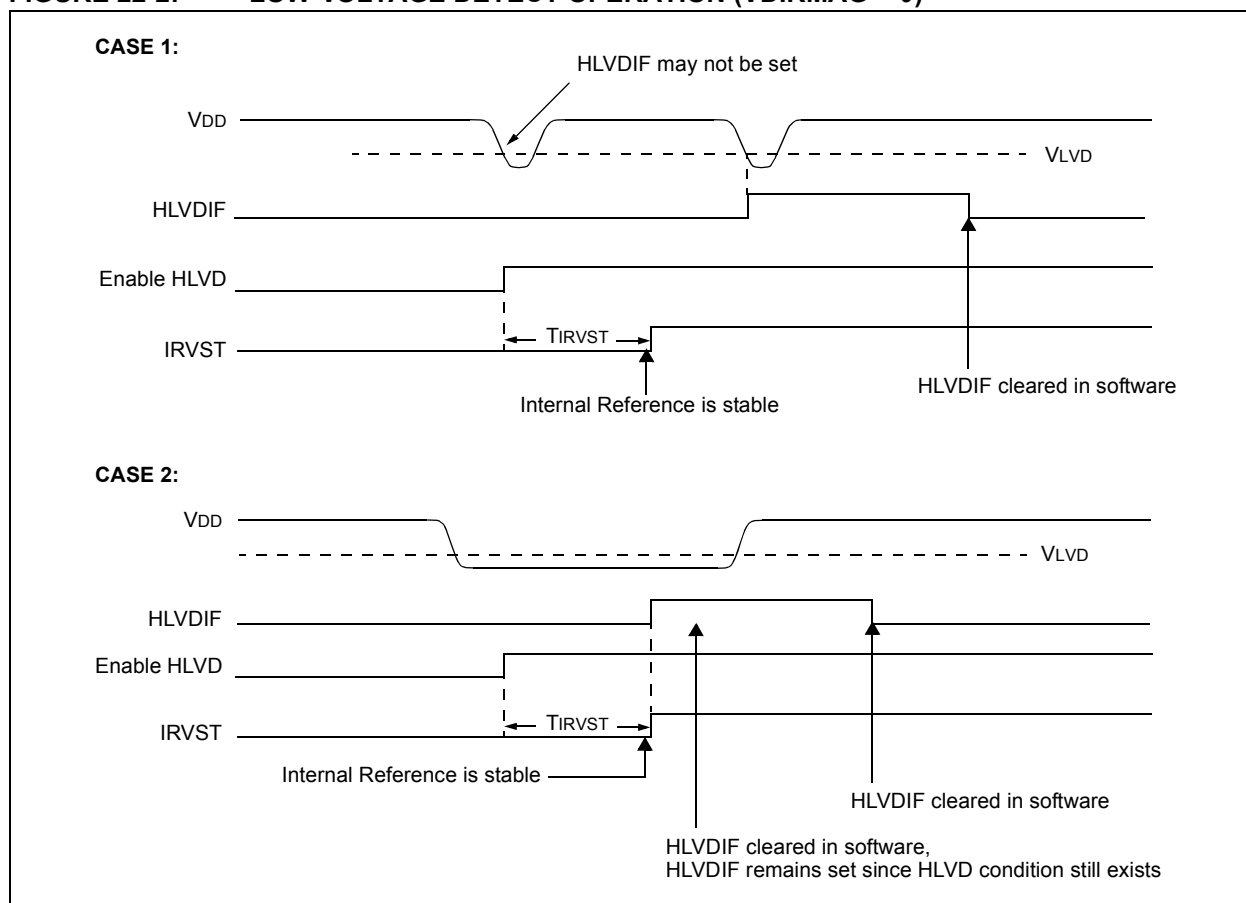 CASE 1:
HLVDIF may not be set
VDD
VLVD
HLVDIF
Enable HLVD
TIRVST
IRVST
HLVDIF cleared in software
Internal Reference is stable
CASE 2:
VDD
VLVD
HLVDIF
Enable HLVD
TIRVST
IRVST
Internal Reference is stable
HLVDIF cleared in software
HLVDIF cleared in software,
HLVDIF remains set since HLVD condition still exists